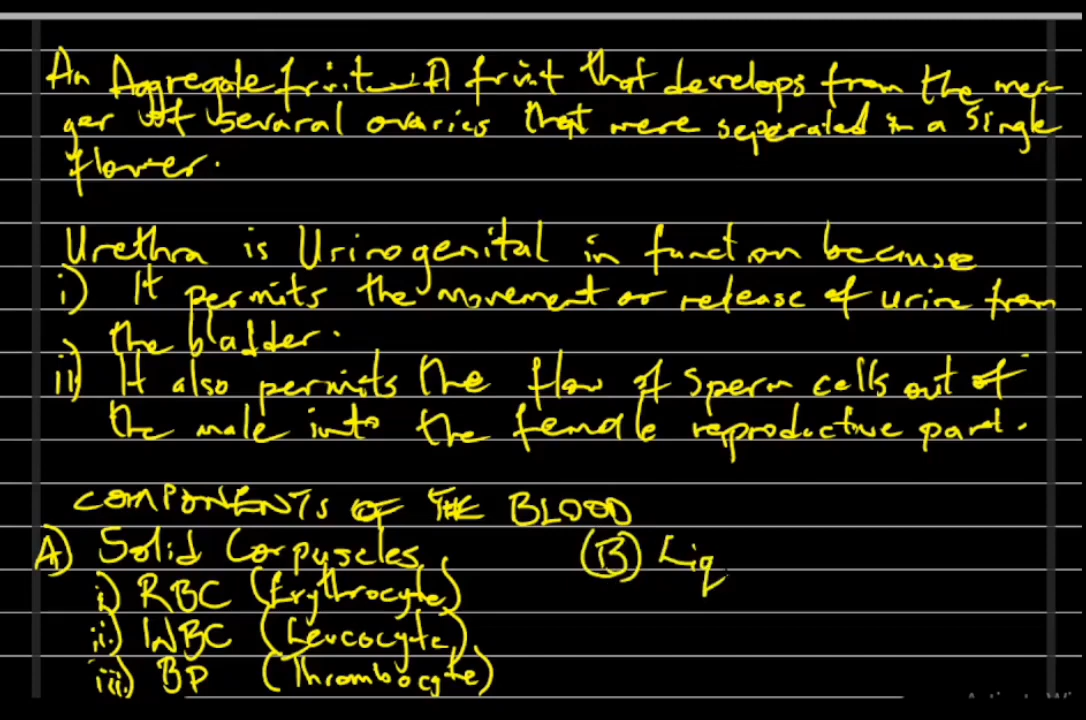 An Aggregate fruit - A fruit that develops from the mer-
ger of several ovaries that were seperated in a single
flower.
Urethra is Urinogenital in function because
i) It permits the movement or release of urine from
the bladder.
ii) It also permits the flow of sperm cells out of
the male into the female reproductive part.
COMPONENTS OF THE BLOOD
A) Solid Corpuscles
(B) Liq
i) RBC (Erythrocyte)
ii.) WBC (Leucocyte)
iii.) BP (Thrombocyte)